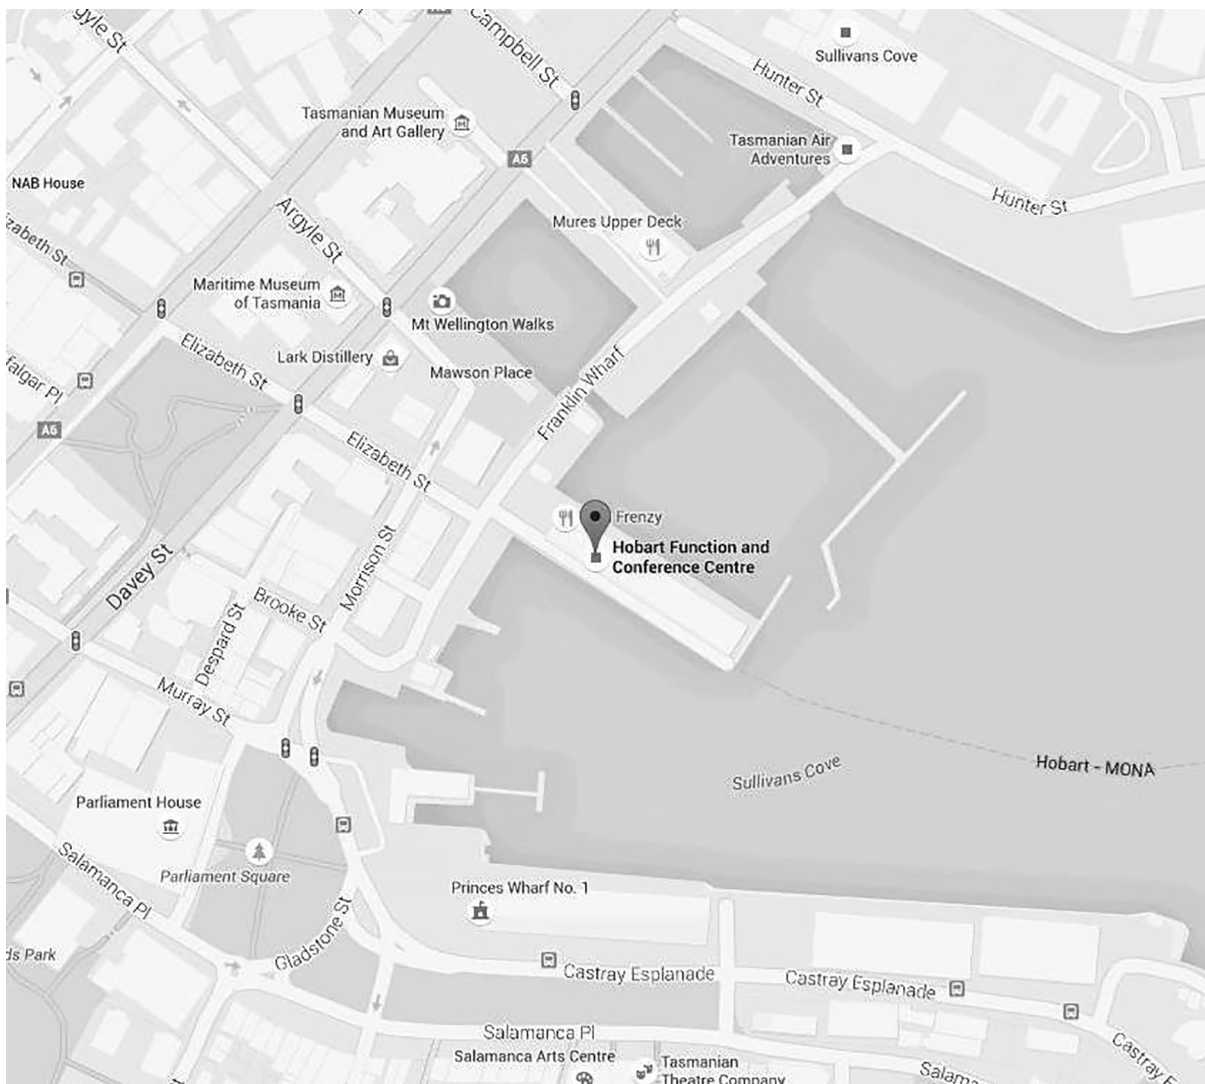 Argyle St
Campbell St
Sullivans Cove
Hunter St
Tasmanian Museum
and Art Gallery
Tasmanian Air
Adventures
A6
NAB House
Hunter St
Argyle St
Mures Upper Deck
izabeth St
Maritime Museum
of Tasmania
Mt Wellington Walks
Elizabeth St
Lark Distillery
Mawson Place
falgar Pl
Franklin Wharf
A6
Elizabeth St
Frenzy
Hobart Function and
Conference Centre
Davey St
Morrison St
Brooke St
Despard St
Murray St
Sullivans Cove
Hobart - MONA
Parliament House
Salamanca Pl
Parliament Square
Princes Wharf No. 1
Gladstone St
ds Park
Castray Esplanade
Castray Esplanade
Salamanca Pl
Castray E
Salamanca Arts Centre
Tasmanian
Theatre Company
Salama